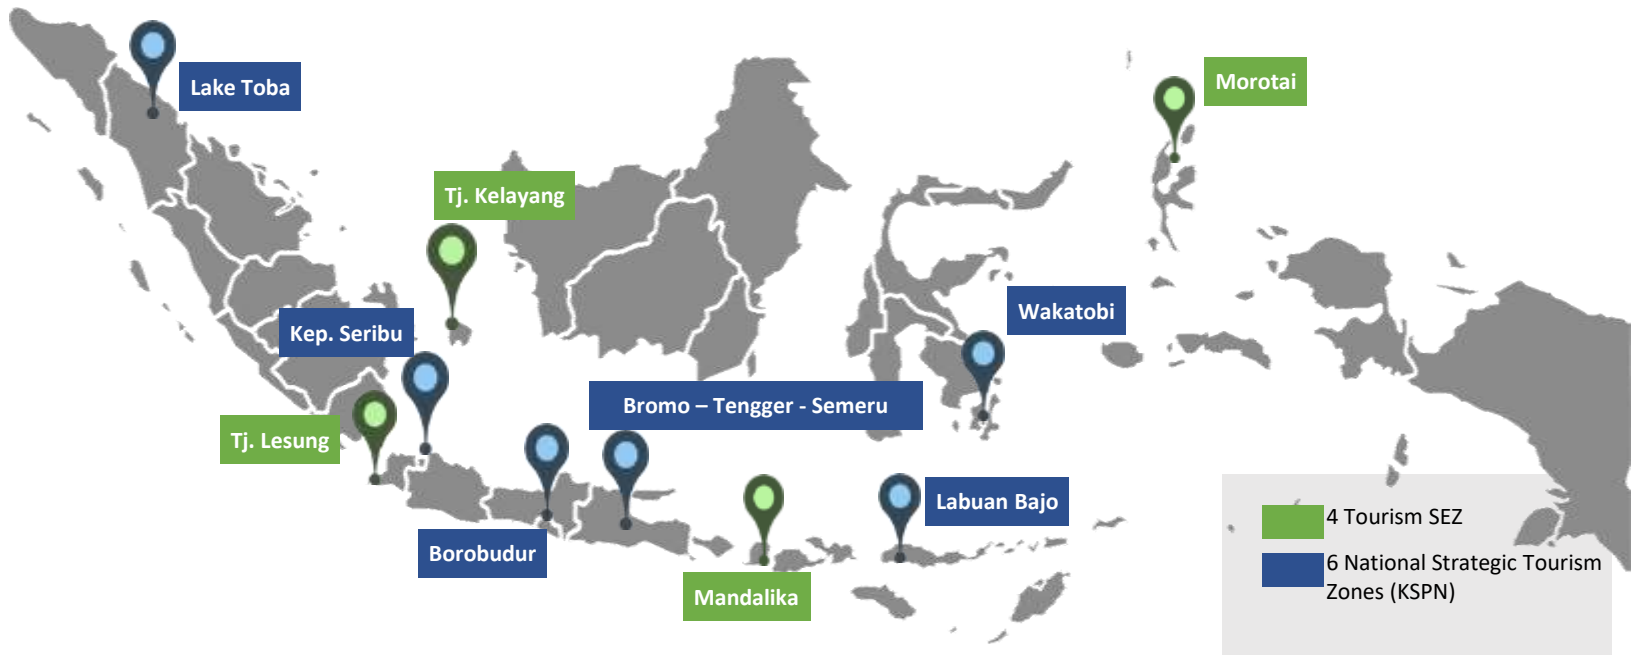 Lake Toba
Morotai
Tj. Kelayang
Wakatobi
Kep. Seribu
Bromo – Tengger - Semeru
Tj. Lesung
Labuan Bajo
Borobudur
Mandalika
4 Tourism SEZ
6 National Strategic Tourism
Zones (KSPN)